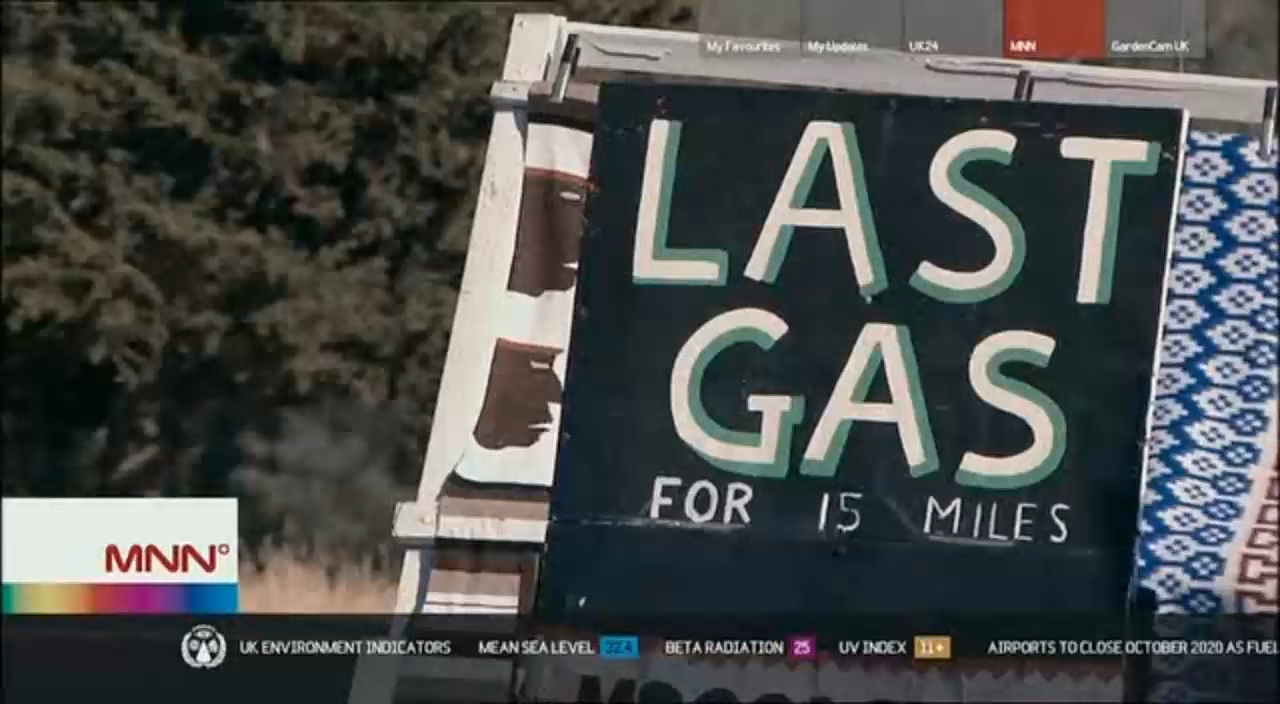 My Favourites My Updates UK24 MNN GardenCam UK
LAST
GAS
FOR 15 MILES
MNN°
UK ENVIRONMENT INDICATORS MEAN SEA LEVEL 32.4 BETA RADIATION 25 UV INDEX 11+ AIRPORTS TO CLOSE OCTOBER 2020 AS FUEL